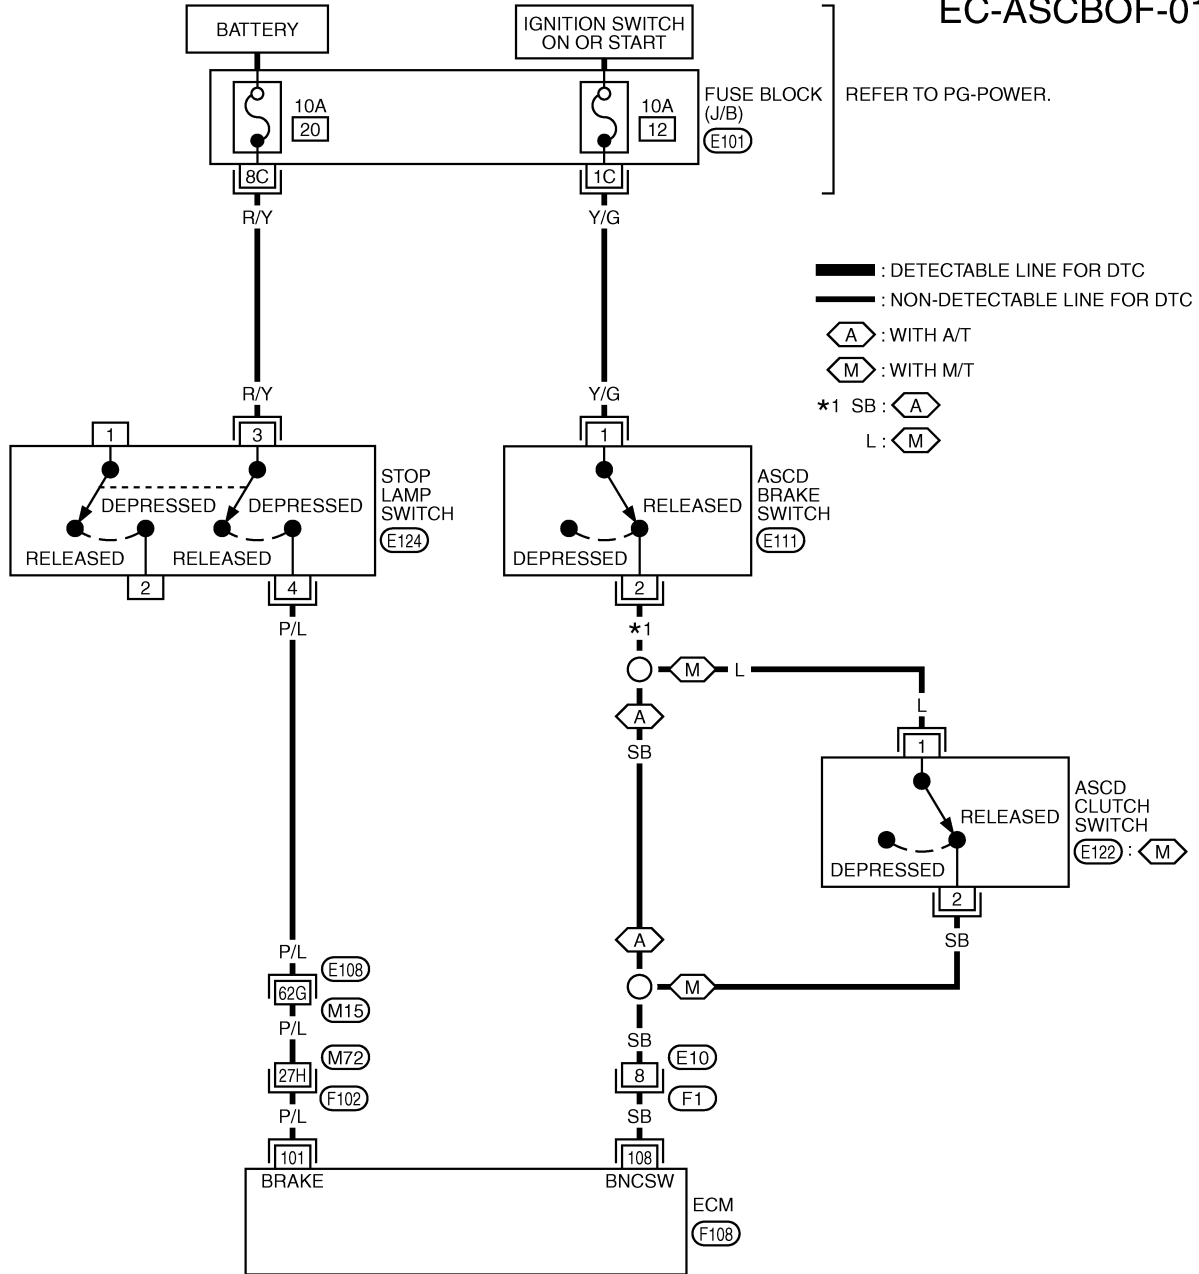 EC-ASCBOF-01
BATTERY
IGNITION SWITCH
ON OR START
10A
20
10A
12
FUSE BLOCK
(J/B)
E101
REFER TO PG-POWER.
8C
1C
R/Y
Y/G
: DETECTABLE LINE FOR DTC
: NON-DETECTABLE LINE FOR DTC
A : WITH A/T
M : WITH M/T
*1 SB : A
L : M
R/Y
Y/G
1
3
1
DEPRESSED
DEPRESSED
RELEASED
RELEASED
STOP
LAMP
SWITCH
E124
RELEASED
DEPRESSED
ASCD
BRAKE
SWITCH
E111
2
4
2
P/L
*1
M
L
L
A
SB
1
RELEASED
DEPRESSED
ASCD
CLUTCH
SWITCH
E122 : M
2
SB
A
M
P/L
E108
62G
M15
P/L
M72
27H
F102
P/L
SB
E10
8
F1
SB
101
108
BRAKE
BNCSW
ECM
F108